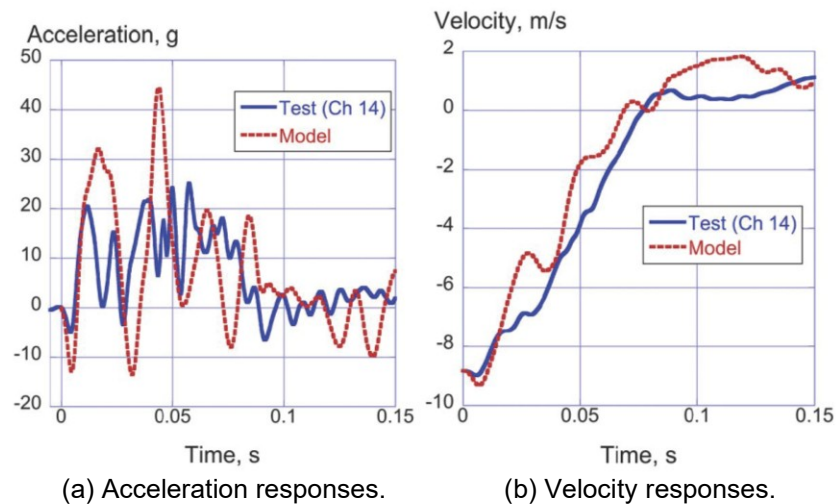 Acceleration, g
50
40
30
20
10
0
-10
-20
0
0.05
0.1
0.15
Time, s
Test (Ch 14)
Model
(a) Acceleration responses.
Velocity, m/s
2
0
-2
-4
-6
-8
-10
0
0.05
0.1
0.15
Time, s
Test (Ch 14)
Model
(b) Velocity responses.